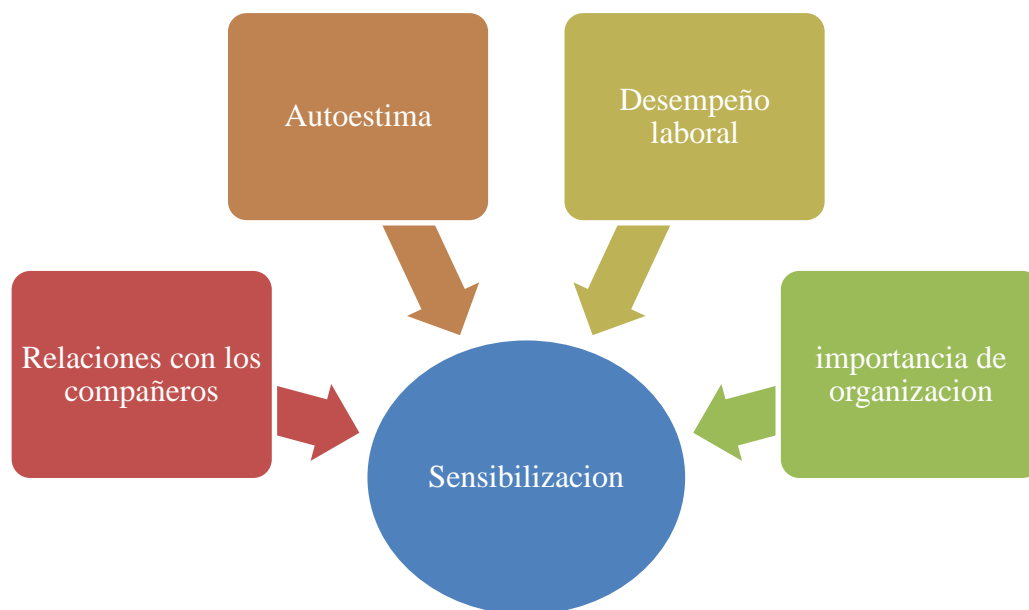 Autoestima
Desempeño
laboral
Relaciones con los
compañeros
importancia de
organizacion
Sensibilizacion